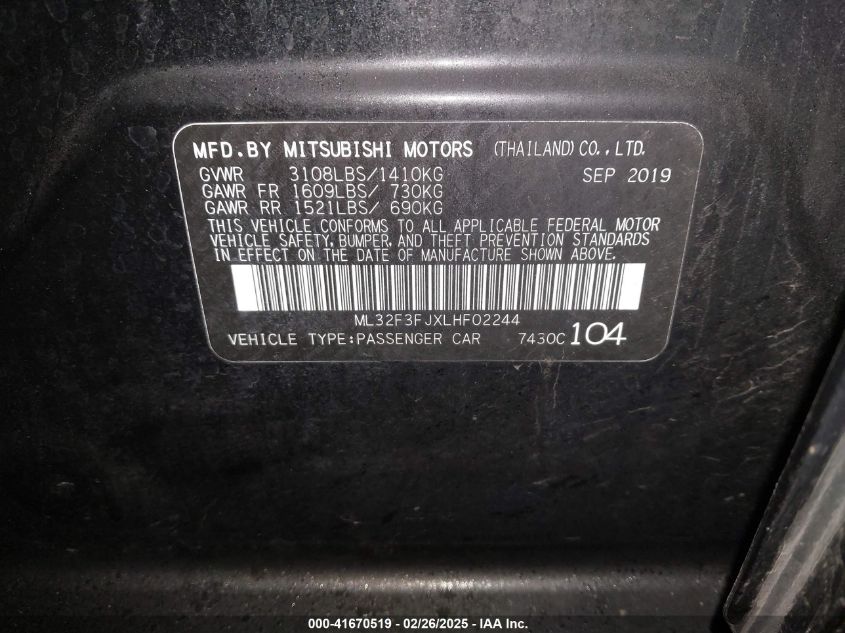 MFD.BY MITSUBISHI MOTORS (THAILAND) CO.,LTD.
GVWR 3108LBS/1410KG SEP 2019
GAWR FR 1609LBS/ 730KG
GAWR RR 1521LBS/ 690KG
THIS VEHICLE CONFORMS TO ALL APPLICABLE FEDERAL MOTOR
VEHICLE SAFETY, BUMPER, AND THEFT PREVENTION STANDARDS
IN EFFECT ON THE DATE OF MANUFACTURE SHOWN ABOVE.
ML32F3FJXLHF02244
VEHICLE TYPE:PASSENGER CAR 7430C 104
000-41670519 - 02/26/2025 - IAA Inc.